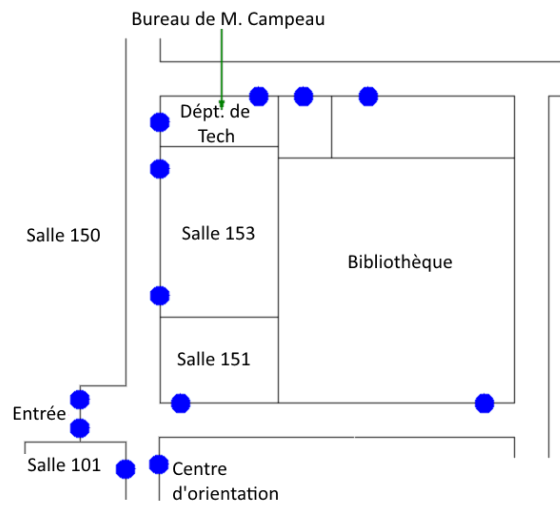 Bureau de M. Campeau
Dépt. de
Tech
Salle 150
Salle 153
Bibliothèque
Salle 151
Entrée
Salle 101
Centre
d'orientation